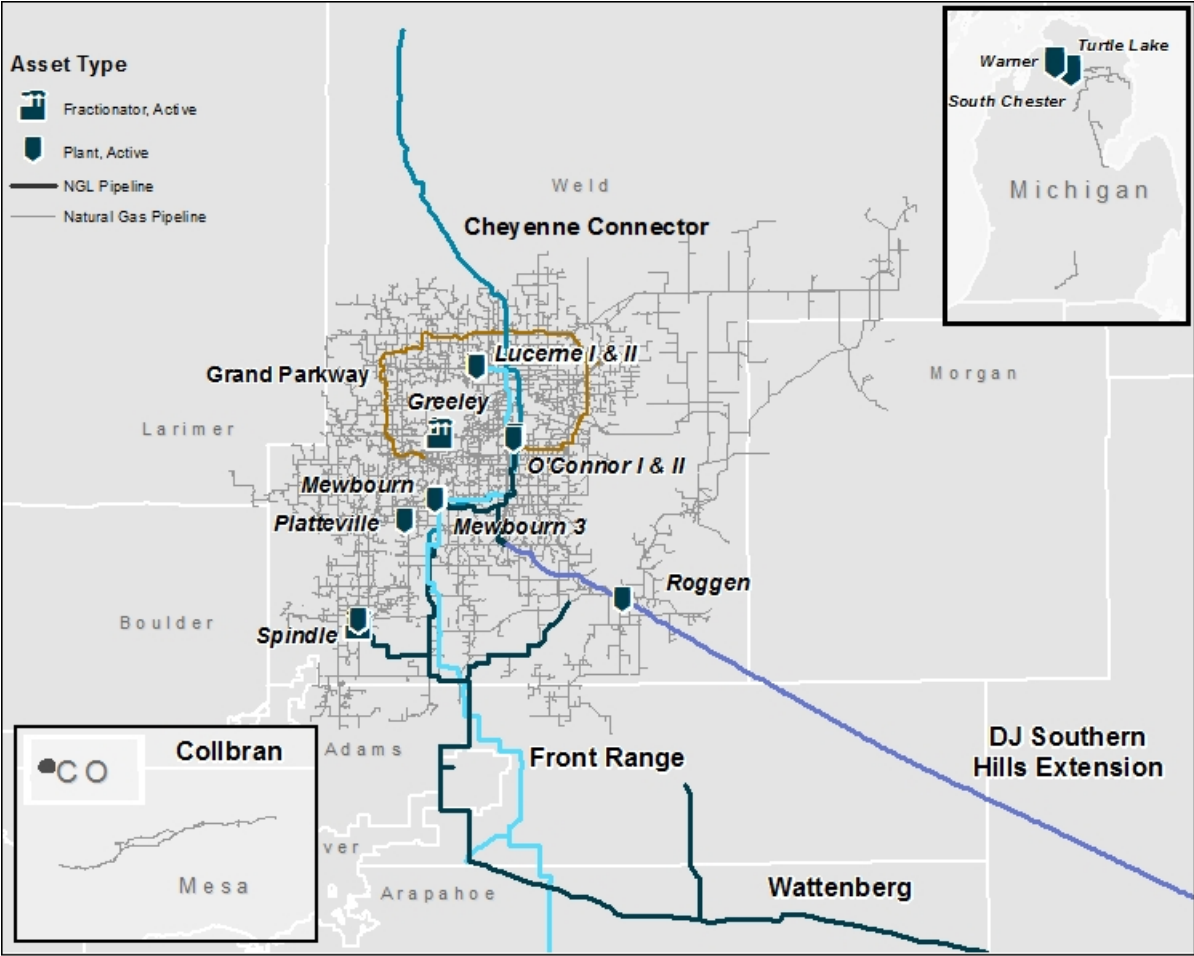 Asset Type
Fractionator, Active
Plant, Active
NGL Pipeline
Natural Gas Pipeline
Turtle Lake
Warner
South Chester
Michigan
Weld
Cheyenne Connector
Lucerne I & II
Grand Parkway
Morgan
Greeley
Larimer
O'Connor I & II
Mewbourn
Platteville
Mewbourn 3
Roggen
Boulder
Spindle
Adams
Front Range
DJ Southern
Hills Extension
Collbran
CO
Mesa
ver
Arapahoe
Wattenberg